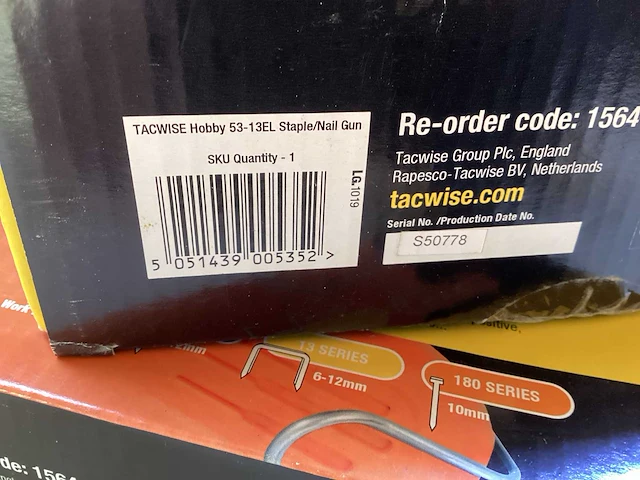 TACWISE Hobby 53-13EL Staple/Nail Gun
SKU Quantity - 1
LG.1019
5 051439 005352 >
Re-order code: 1564
Tacwise Group Plc, England
Rapesco-Tacwise BV, Netherlands
tacwise.com
Serial No. /Production Date No.
S50778
Work
13 SERIES
6-12mm
180 SERIES
10mm
de: 1564